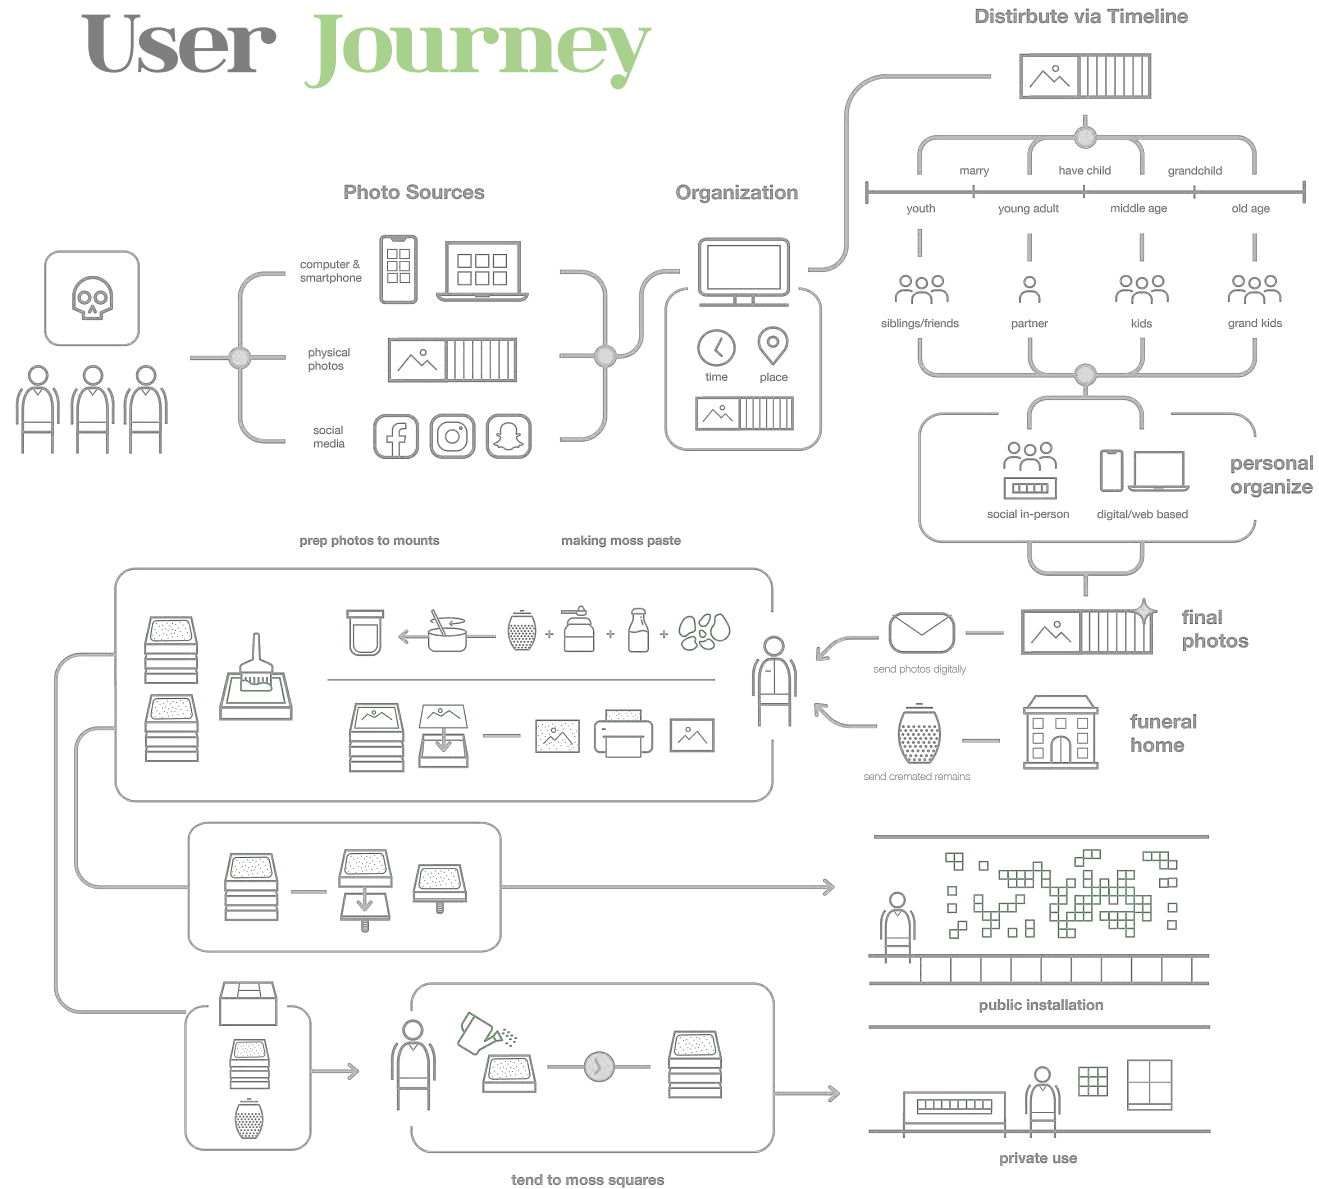 User Journey
Distirbute via Timeline
marry
have child
grandchild
youth
young adult
middle age
old age
Photo Sources
Organization
computer &
smartphone
physical
photos
social
media
time
place
siblings/friends
partner
kids
grand kids
personal
organize
social in-person
digital/web based
prep photos to mounts
making moss paste
final
photos
send photos digitally
funeral
home
send cremated remains
public installation
private use
tend to moss squares